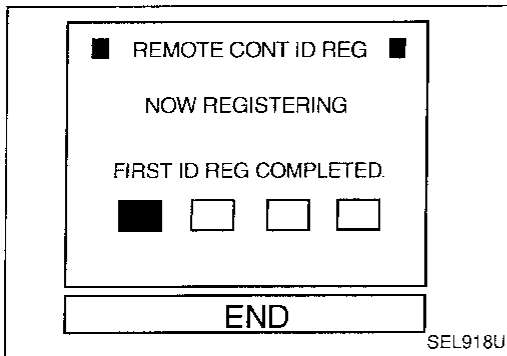 REMOTE CONT ID REG
NOW REGISTERING
FIRST ID REG COMPLETED.
END
SEL918U